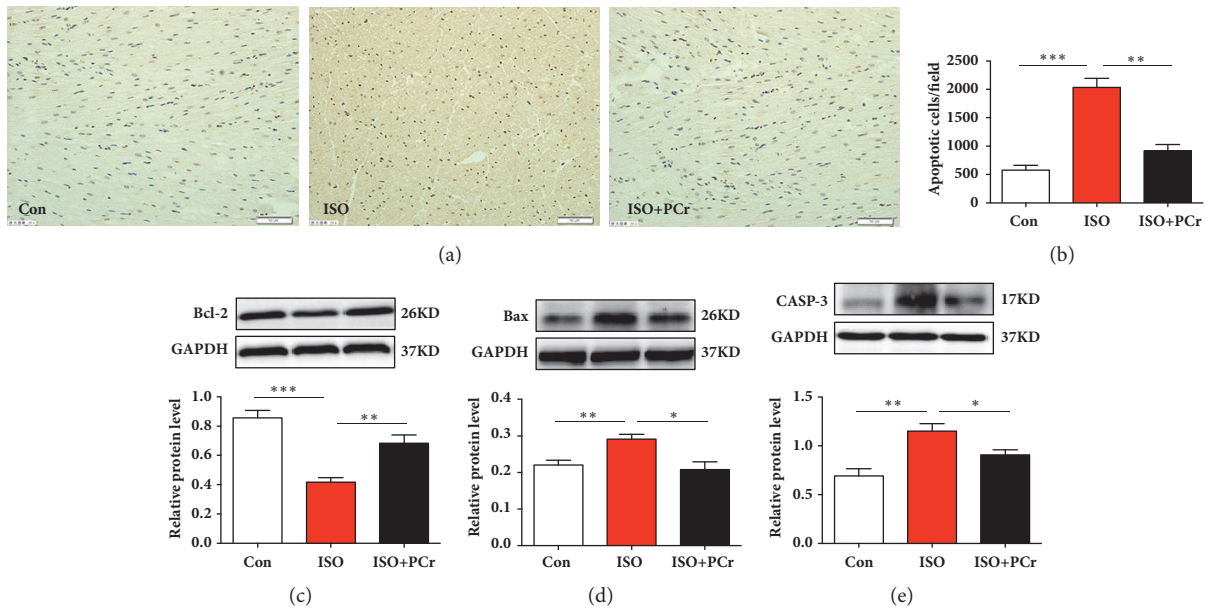 Con
ISO
ISO+PCr
(a)
Apoptotic cells/field
2500
2000
1500
1000
500
0
***
**
Con
ISO
ISO+PCr
(b)
Bcl-2
26KD
GAPDH
37KD
Relative protein level
1.0
0.8
0.6
0.4
0.2
0.0
***
**
Con
ISO
ISO+PCr
(c)
Bax
26KD
GAPDH
37KD
Relative protein level
0.4
0.3
0.2
0.1
0.0
**
*
Con
ISO
ISO+PCr
(d)
CASP-3
17KD
GAPDH
37KD
Relative protein level
1.5
1.0
0.5
0.0
**
*
Con
ISO
ISO+PCr
(e)